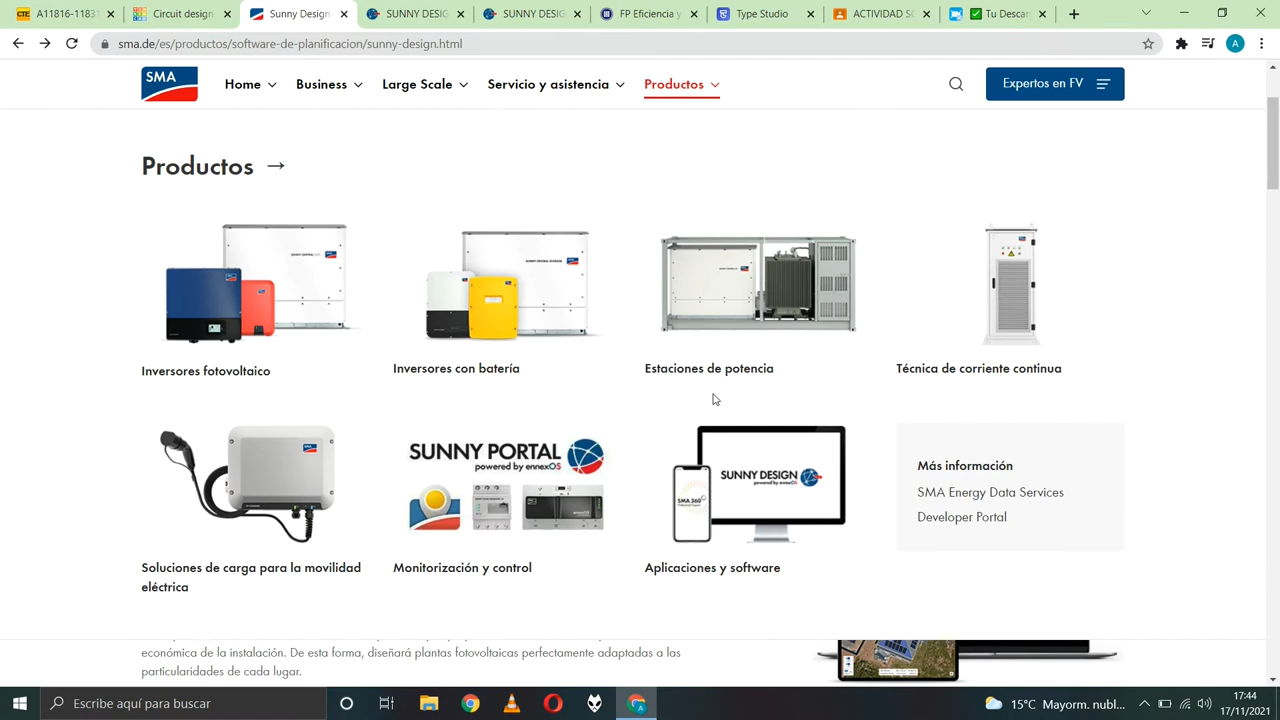 A11816-1183
Circuit design
Sunny Design
SUNNY DESIG
SUNNY DESIG
FP Eficiencia y
Type Studio
ACTIVIDAD SO
Tu Descar
sma.de/es/productos/software-de-planificacion/sunny-design.html
A
SMA
Home
Business
Large Scale
Servicio y asistencia
Productos
Expertos en FV
Productos →
Inversores fotovoltaico
Inversores con batería
Estaciones de potencia
Técnica de corriente continua
SUNNY PORTAL
powered by ennexOS
SUNNY DESIGN
powered by ennexOS
SMA 360°
Más información
SMA Energy Data Services
Developer Portal
Soluciones de carga para la movilidad
eléctrica
Monitorización y control
Aplicaciones y software
económica de la instalación. De esta forma, diseñará plantas fotovoltaicas perfectamente adaptadas a las
particularidades de cada lugar.
Escribe aquí para buscar
15°C Mayorm. nubl...
17:44
17/11/2021